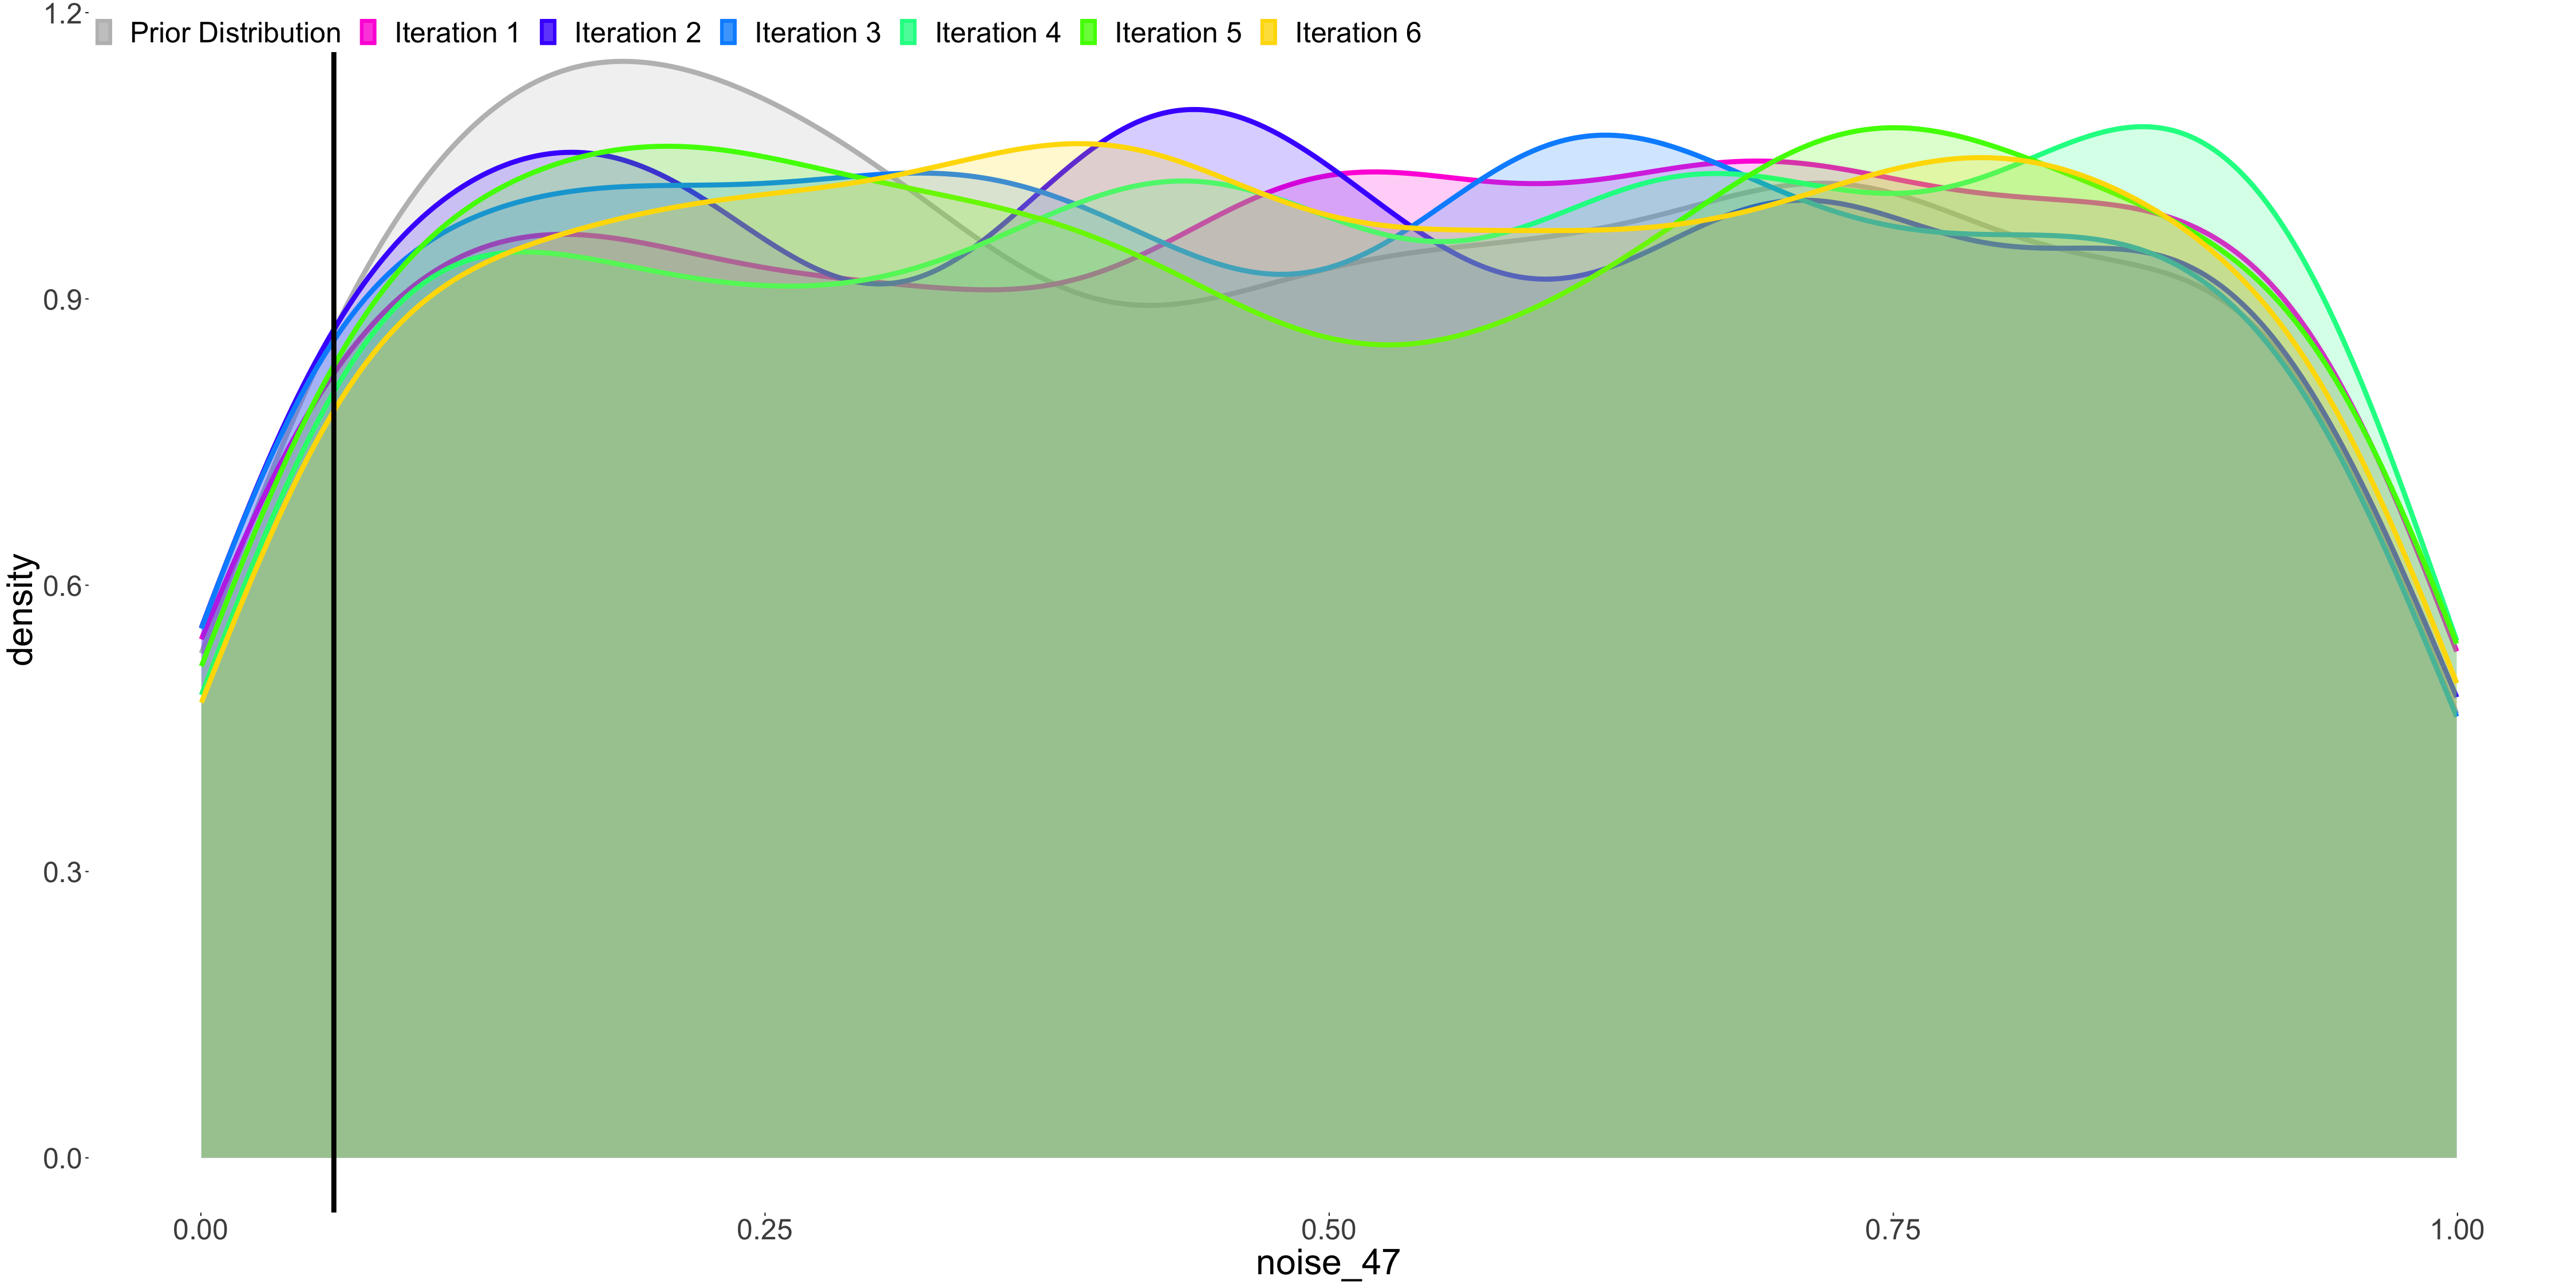 Prior Distribution Iteration 1 Iteration 2 Iteration 3 Iteration 4 Iteration 5 Iteration 6
1.2
0.9
0.6
0.3
0.0
density
0.00 0.25 0.50 0.75 1.00
noise_47